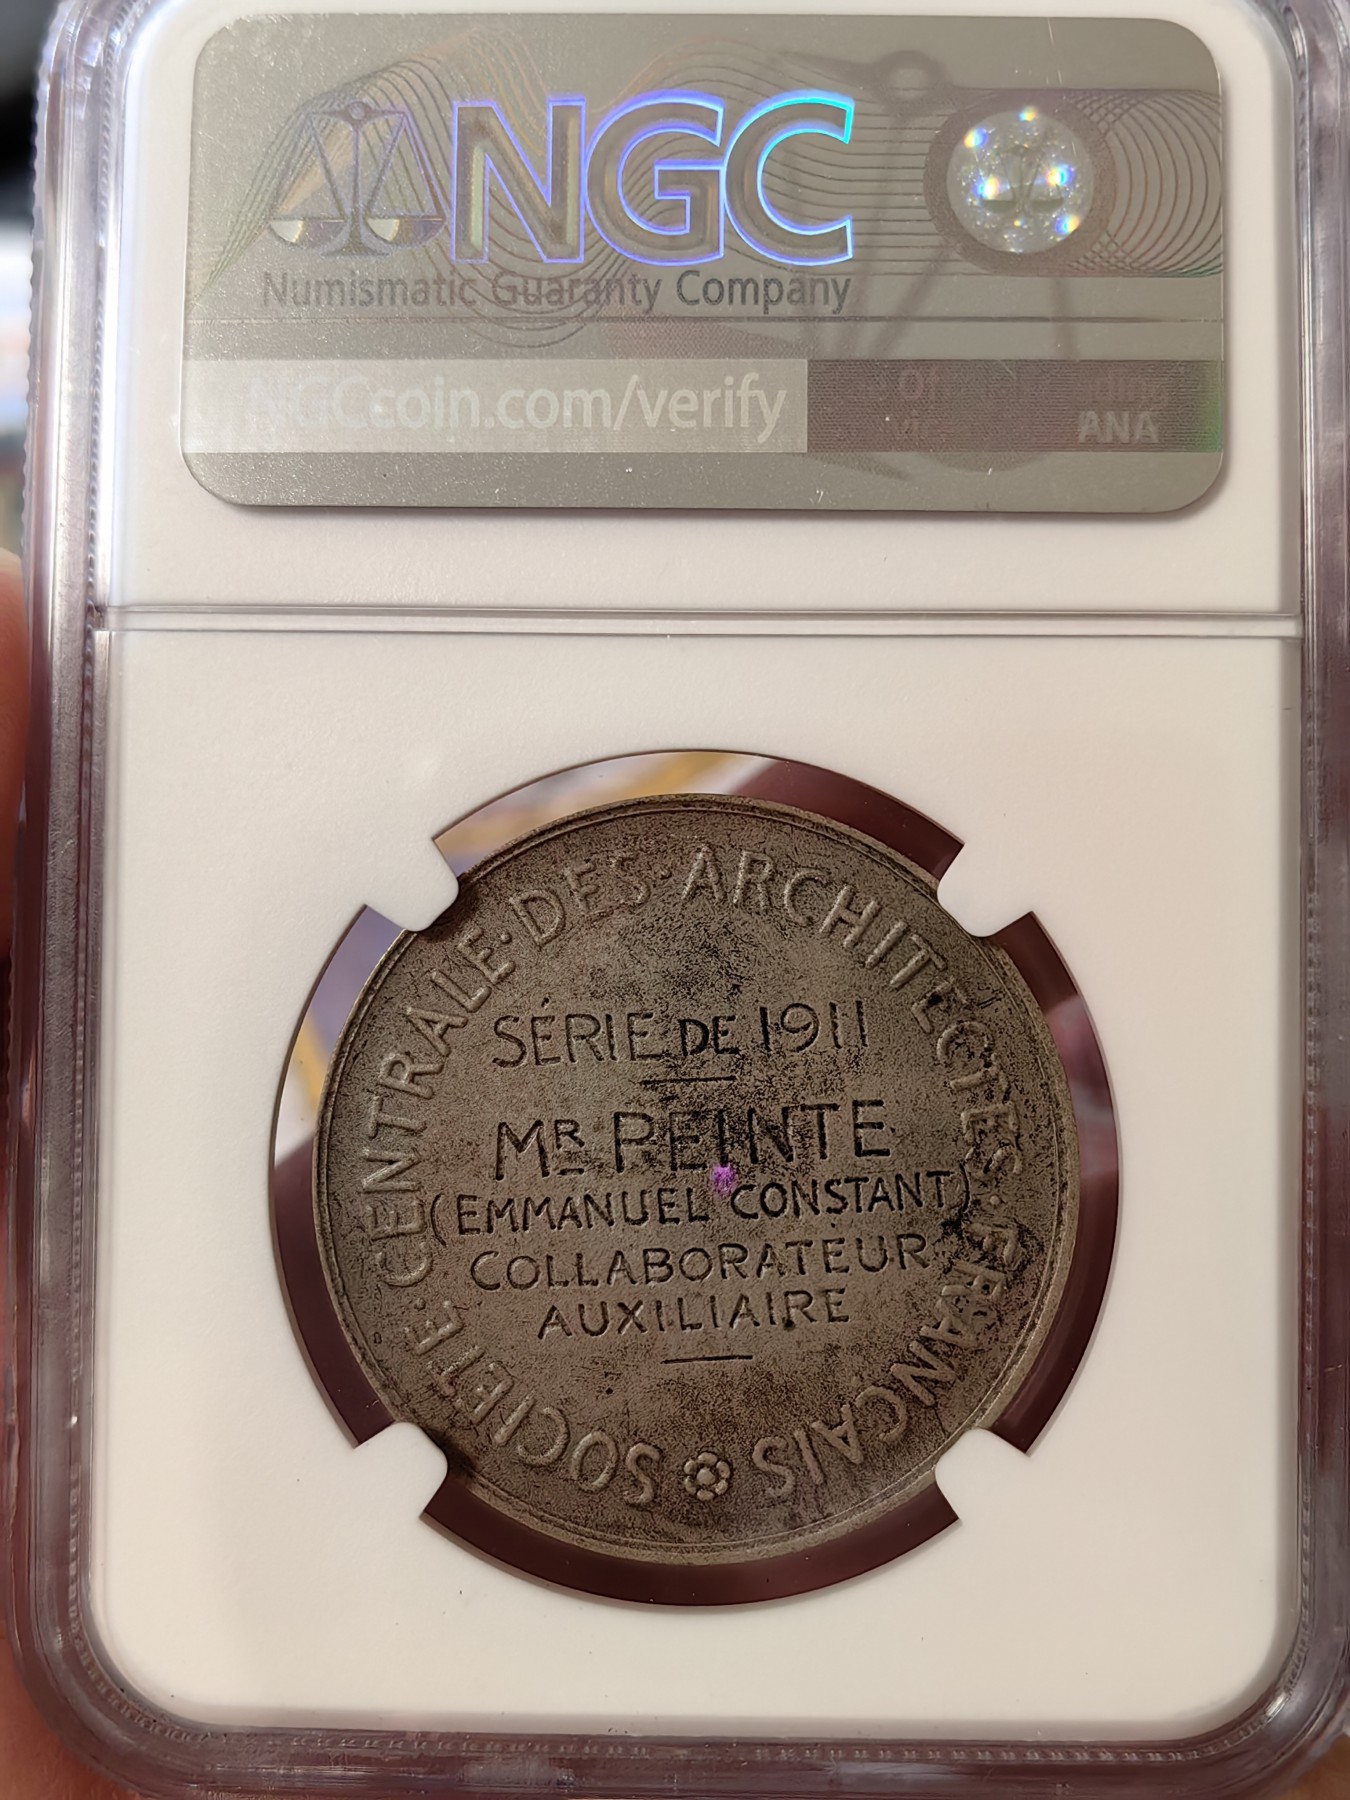 NGC
Numismatic Guaranty Company
NGCcoin.com/verify
Of
ANA
SOCIETE·CENTRALE·DES·ARCHITECTES·FRANCAIS
SÉRIE DE 1911
MR PEINTE
(EMMANUEL CONSTANT)
COLLABORATEUR
AUXILIAIRE